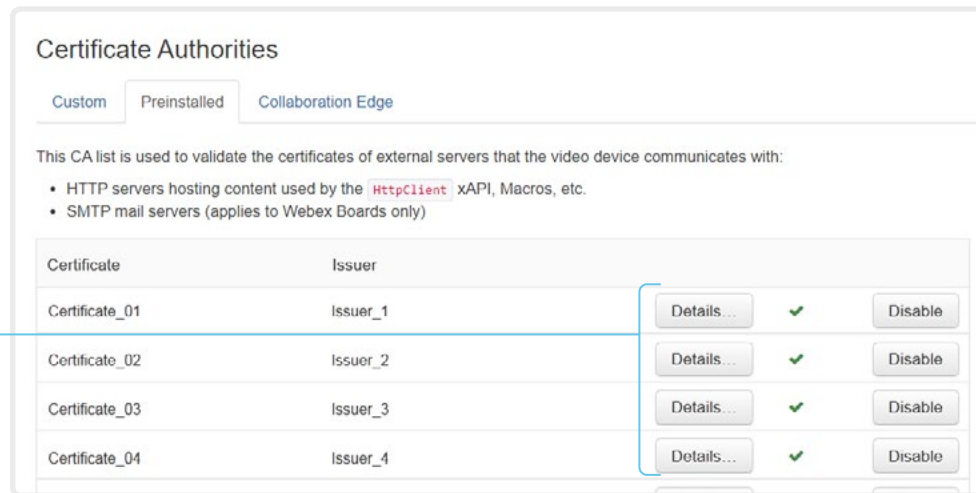 Certificate Authorities
Custom Preinstalled Collaboration Edge
This CA list is used to validate the certificates of external servers that the video device communicates with:
• HTTP servers hosting content used by the HttpClient xAPI, Macros, etc.
• SMTP mail servers (applies to Webex Boards only)
Certificate Issuer
Certificate_01 Issuer_1 Details... Disable
Certificate_02 Issuer_2 Details... Disable
Certificate_03 Issuer_3 Details... Disable
Certificate_04 Issuer_4 Details... Disable